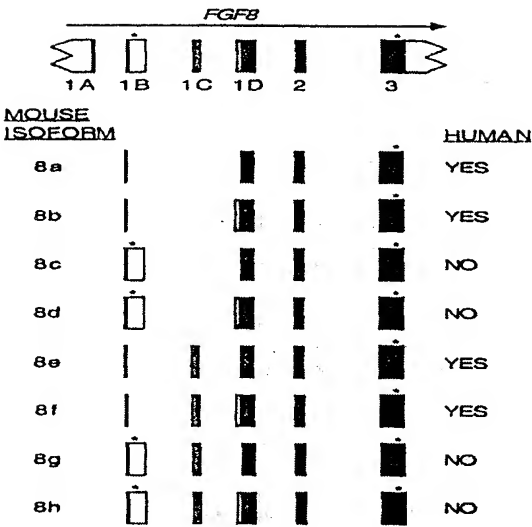 FGF8
* *
1A 1B 1C 1D 2 3
MOUSE
ISOFORM HUMAN
*
8a YES
*
8b YES
* *
8c NO
* *
8d NO
*
8e YES
*
8f YES
* *
8g NO
* *
8h NO